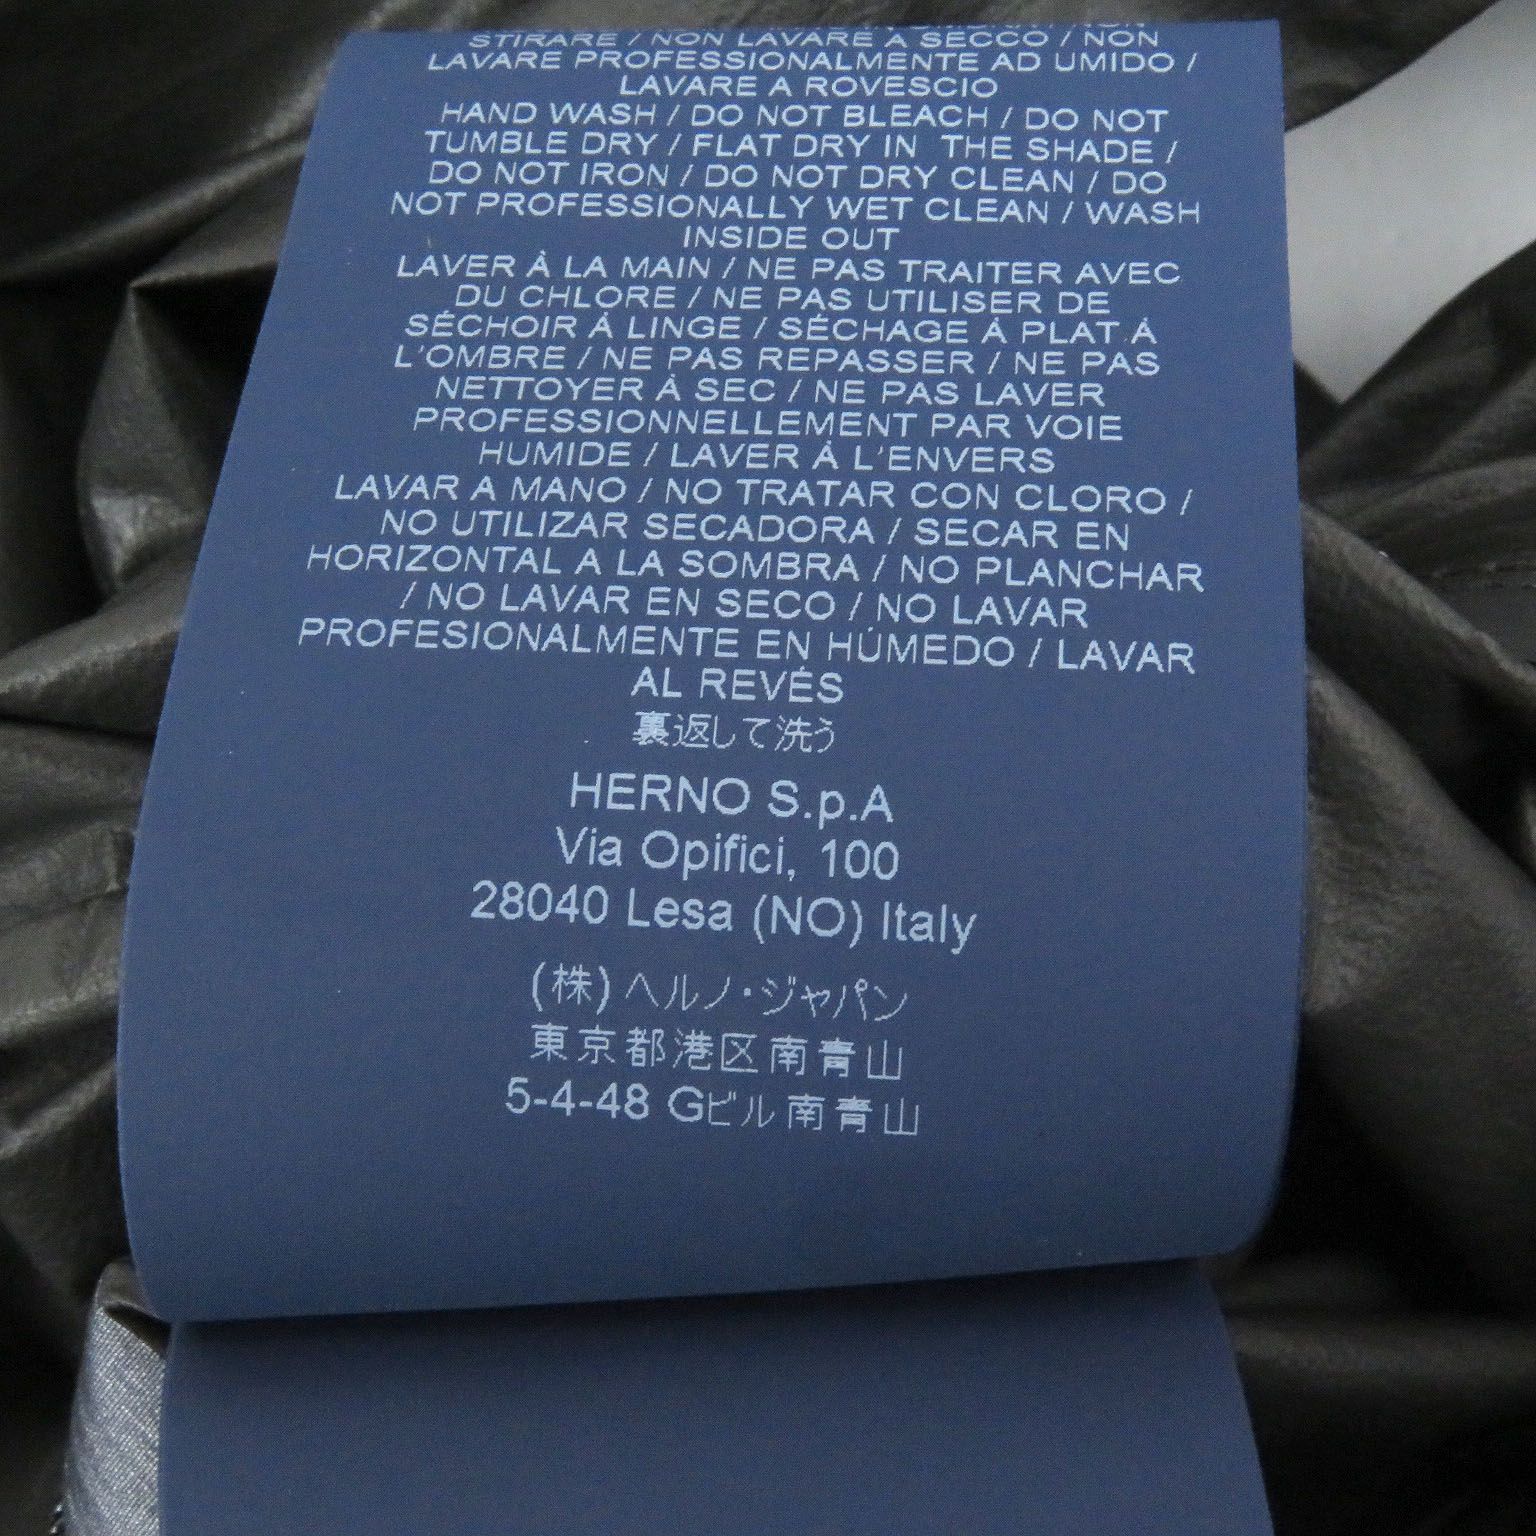 STIRARE / NON LAVARE A SECCO / NON
LAVARE PROFESSIONALMENTE AD UMIDO /
LAVARE A ROVESCIO
HAND WASH / DO NOT BLEACH / DO NOT
TUMBLE DRY / FLAT DRY IN THE SHADE /
DO NOT IRON / DO NOT DRY CLEAN / DO
NOT PROFESSIONALLY WET CLEAN / WASH
INSIDE OUT
LAVER À LA MAIN / NE PAS TRAITER AVEC
DU CHLORE / NE PAS UTILISER DE
SÉCHOIR À LINGE / SÉCHAGE À PLAT À
L'OMBRE / NE PAS REPASSER / NE PAS
NETTOYER À SEC / NE PAS LAVER
PROFESSIONNELLEMENT PAR VOIE
HUMIDE / LAVER À L'ENVERS
LAVAR A MANO / NO TRATAR CON CLORO /
NO UTILIZAR SECADORA / SECAR EN
HORIZONTAL A LA SOMBRA / NO PLANCHAR
/ NO LAVAR EN SECO / NO LAVAR
PROFESIONALMENTE EN HÚMEDO / LAVAR
AL REVÉS
裏返して洗う
HERNO S.p.A
Via Opifici, 100
28040 Lesa (NO) Italy
(株) ヘルノ・ジャパン
東京都港区南青山
5-4-48 Gビル南青山